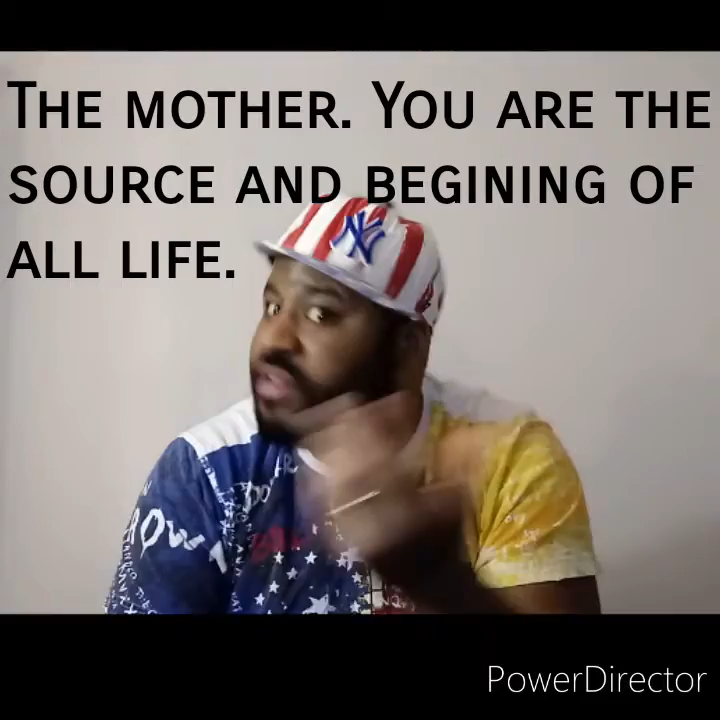 THE MOTHER. YOU ARE THE
SOURCE AND BEGINING OF
ALL LIFE.
NY
PowerDirector